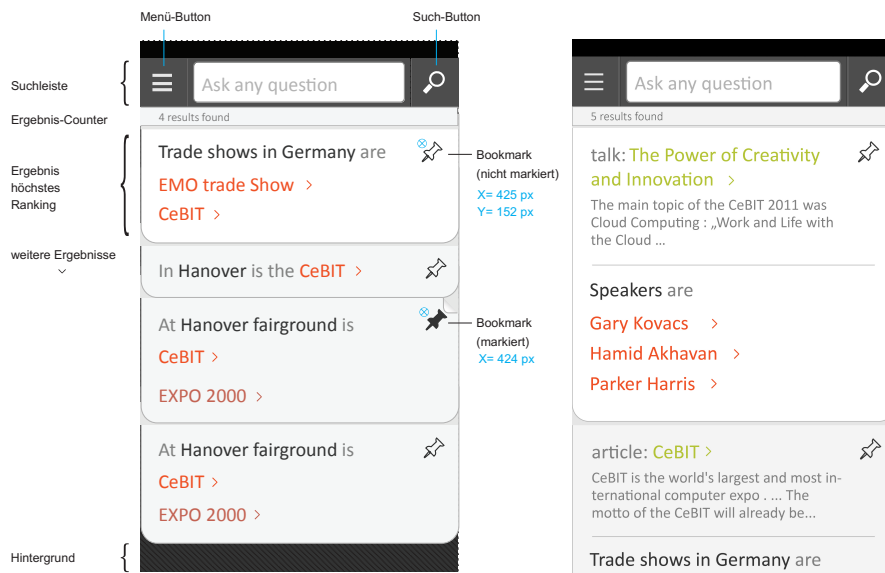 Menü-Button
Such-Button
Suchleiste
Ask any question
Ergebnis-Counter
4 results found
Ergebnis
höchstes
Ranking
Trade shows in Germany are
EMO trade Show >
CeBIT >
Bookmark
(nicht markiert)
X= 425 px
Y= 152 px
weitere Ergebnisse
In Hanover is the CeBIT >
At Hanover fairground is
CeBIT >
EXPO 2000 >
Bookmark
(markiert)
X= 424 px
At Hanover fairground is
CeBIT >
EXPO 2000 >
Hintergrund
Ask any question
5 results found
talk: The Power of Creativity
and Innovation >
The main topic of the CeBIT 2011 was
Cloud Computing : „Work and Life with
the Cloud ...
Speakers are
Gary Kovacs >
Hamid Akhavan >
Parker Harris >
article: CeBIT >
CeBIT is the world's largest and most in-
ternational computer expo . ... The
motto of the CeBIT will already be...
Trade shows in Germany are